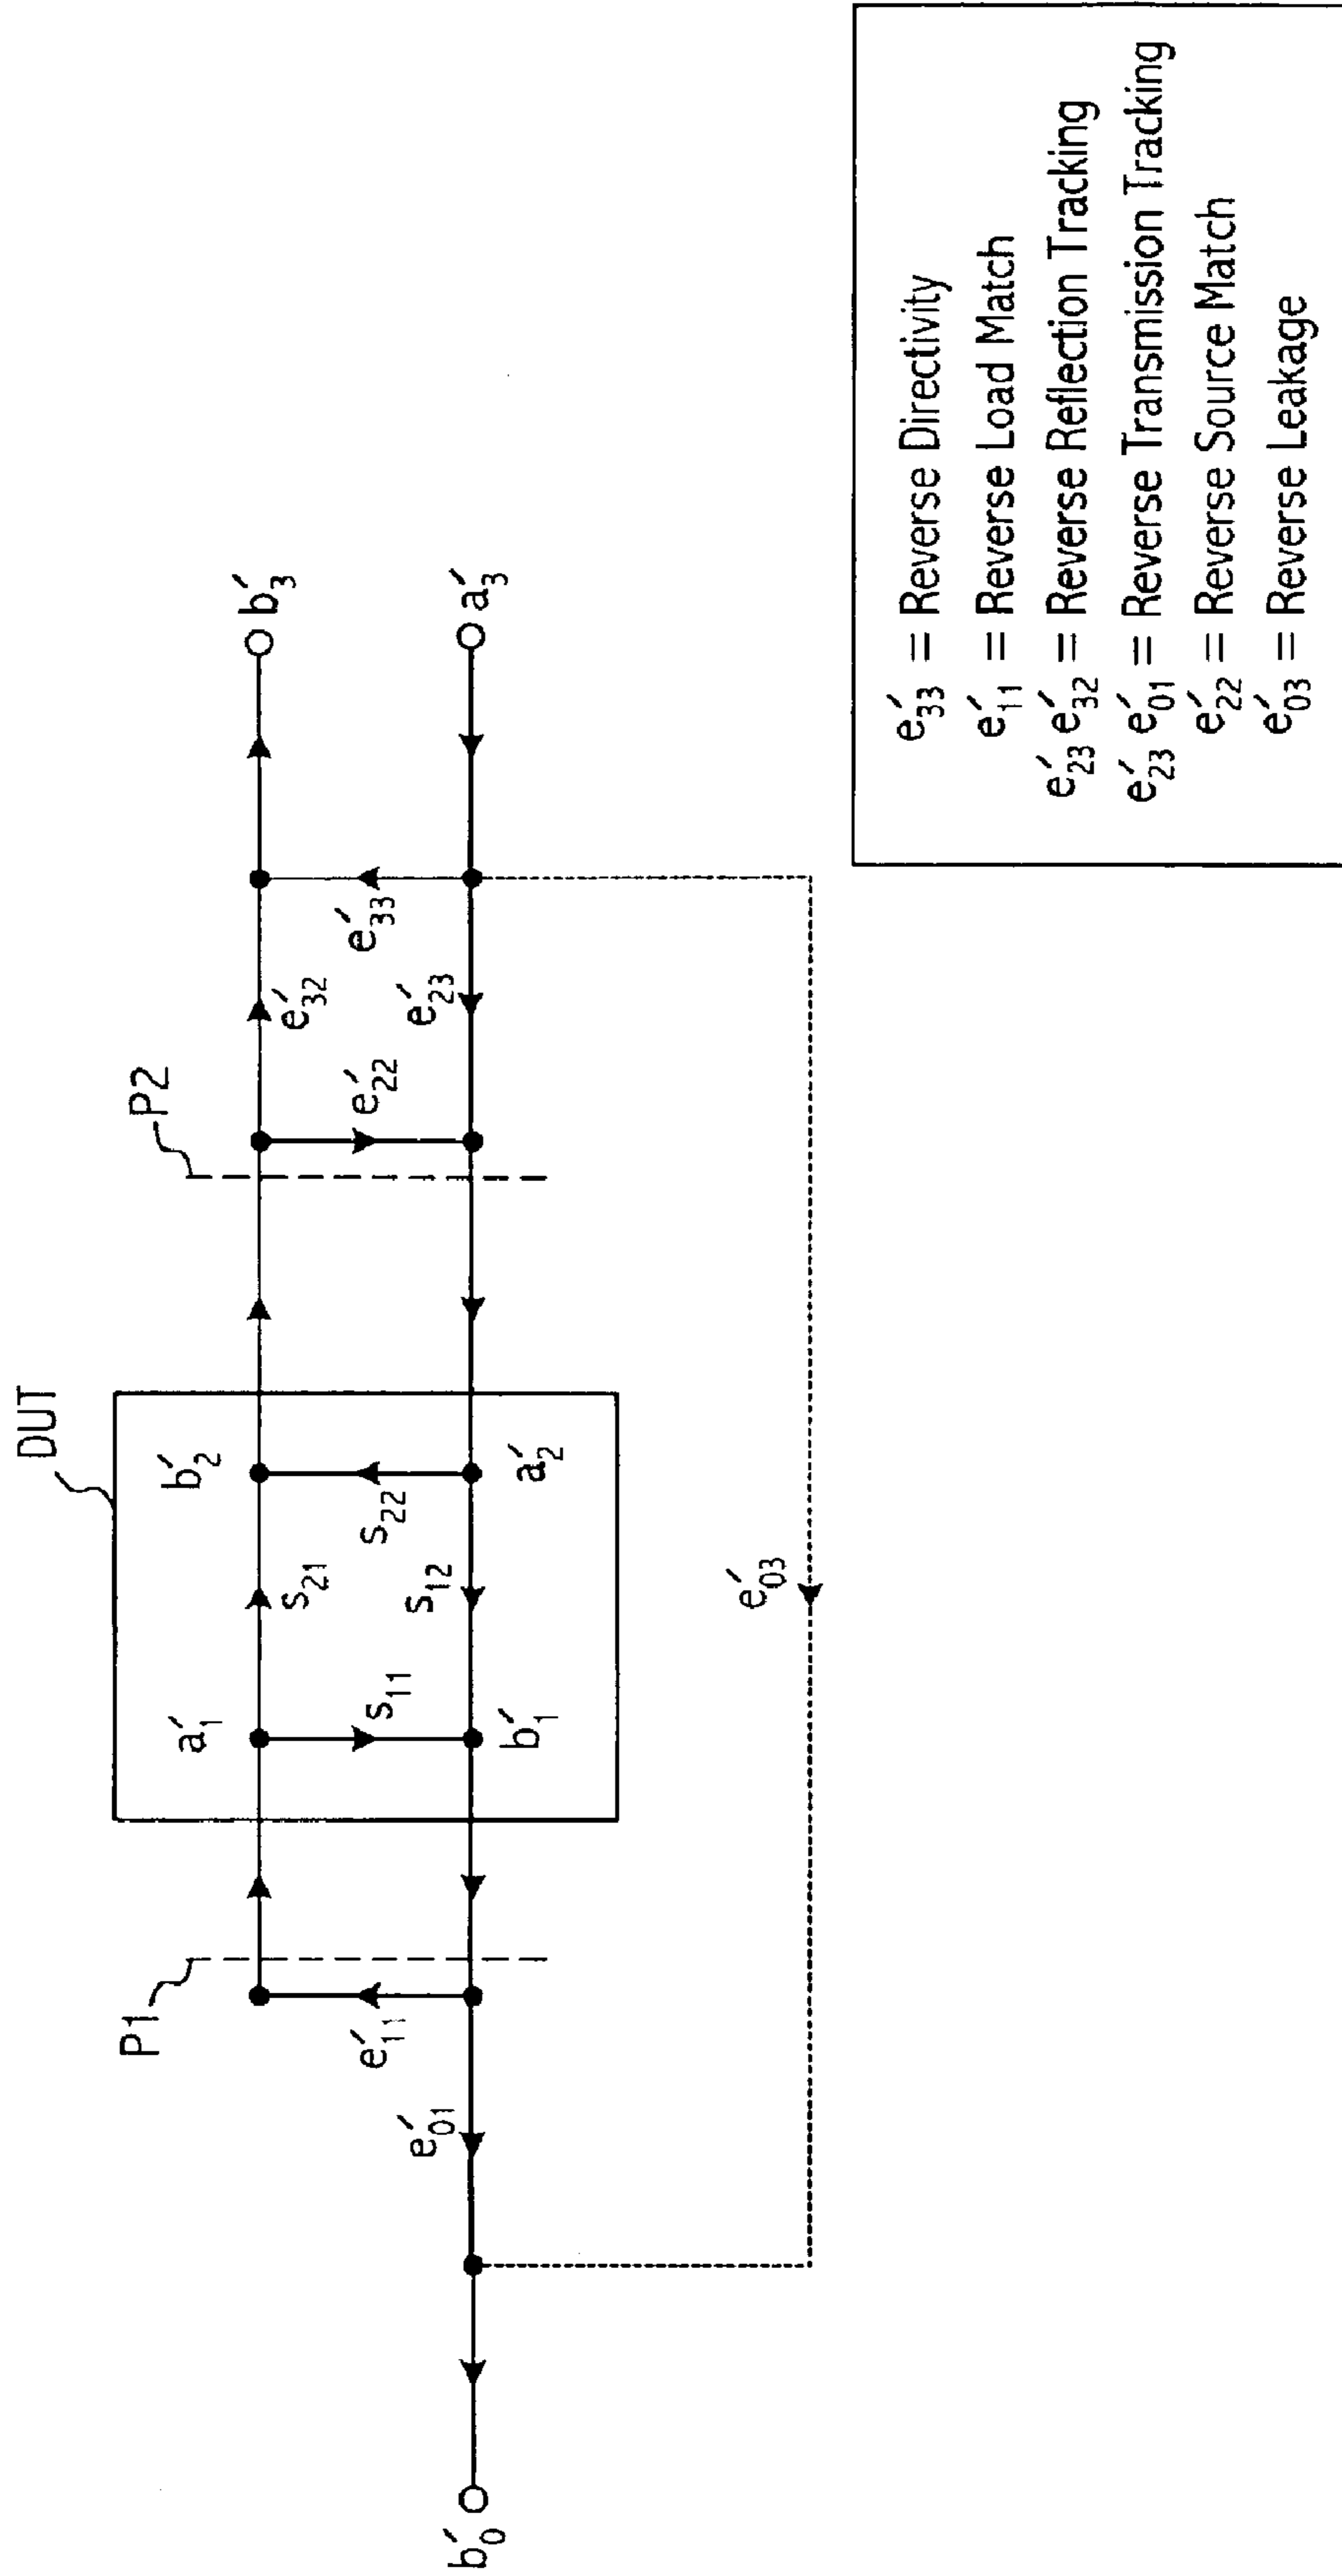 DUT
P1
P2
a′1
s21
b′2
e′32
b′3
e′11
s11
s22
e′22
e′33
e′01
s12
e′23
a′3
b′0
b′1
a′2
e′03
e′33 = Reverse Directivity
e′11 = Reverse Load Match
e′23 e′32 = Reverse Reflection Tracking
e′23 e′01 = Reverse Transmission Tracking
e′22 = Reverse Source Match
e′03 = Reverse Leakage